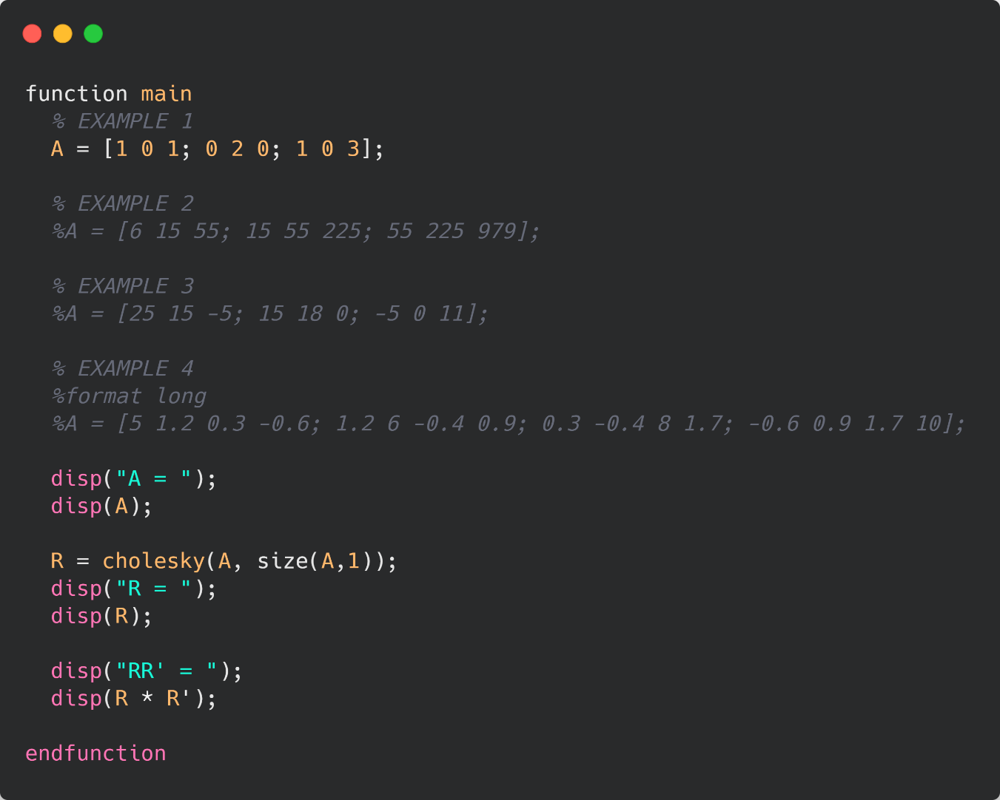 function main
  % EXAMPLE 1
  A = [1 0 1; 0 2 0; 1 0 3];

  % EXAMPLE 2
  %A = [6 15 55; 15 55 225; 55 225 979];

  % EXAMPLE 3
  %A = [25 15 -5; 15 18 0; -5 0 11];

  % EXAMPLE 4
  %format long
  %A = [5 1.2 0.3 -0.6; 1.2 6 -0.4 0.9; 0.3 -0.4 8 1.7; -0.6 0.9 1.7 10];

  disp("A = ");
  disp(A);

  R = cholesky(A, size(A,1));
  disp("R = ");
  disp(R);

  disp("RR' = ");
  disp(R * R');

endfunction